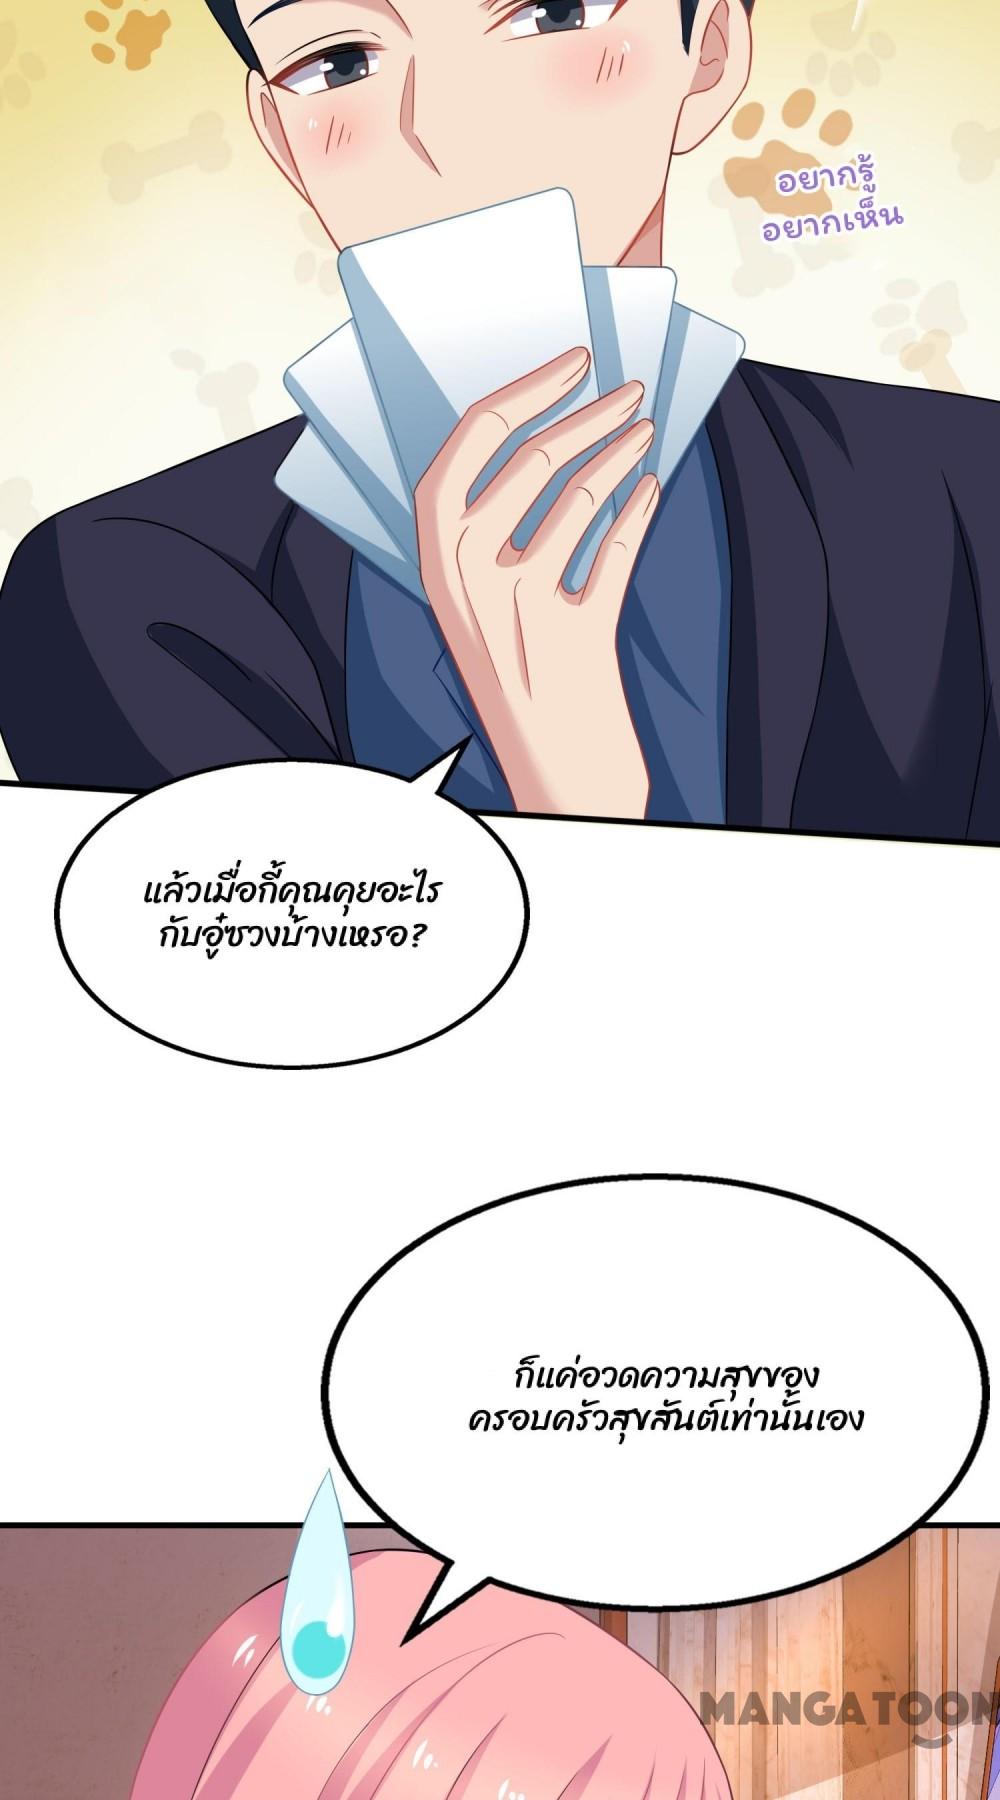 อยากรู้
อยากเห็น
แล้วเมื่อกี้คุณคุยอะไร
กับอู๋ซวงบ้างเหรอ?
ก็แค่อวดความสุขของ
ครอบครัวสุขสันต์เท่านั้นเอง
MANGATOON